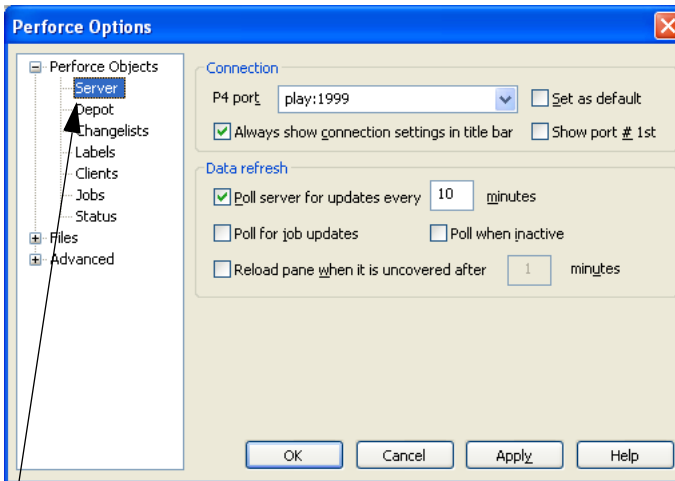 Perforce Options
Perforce Objects
Server
Depot
Changelists
Labels
Clients
Jobs
Status
Files
Advanced
Connection
P4 port play:1999 Set as default
Always show connection settings in title bar Show port # 1st
Data refresh
Poll server for updates every 10 minutes
Poll for job updates Poll when inactive
Reload pane when it is uncovered after 1 minutes
OK Cancel Apply Help